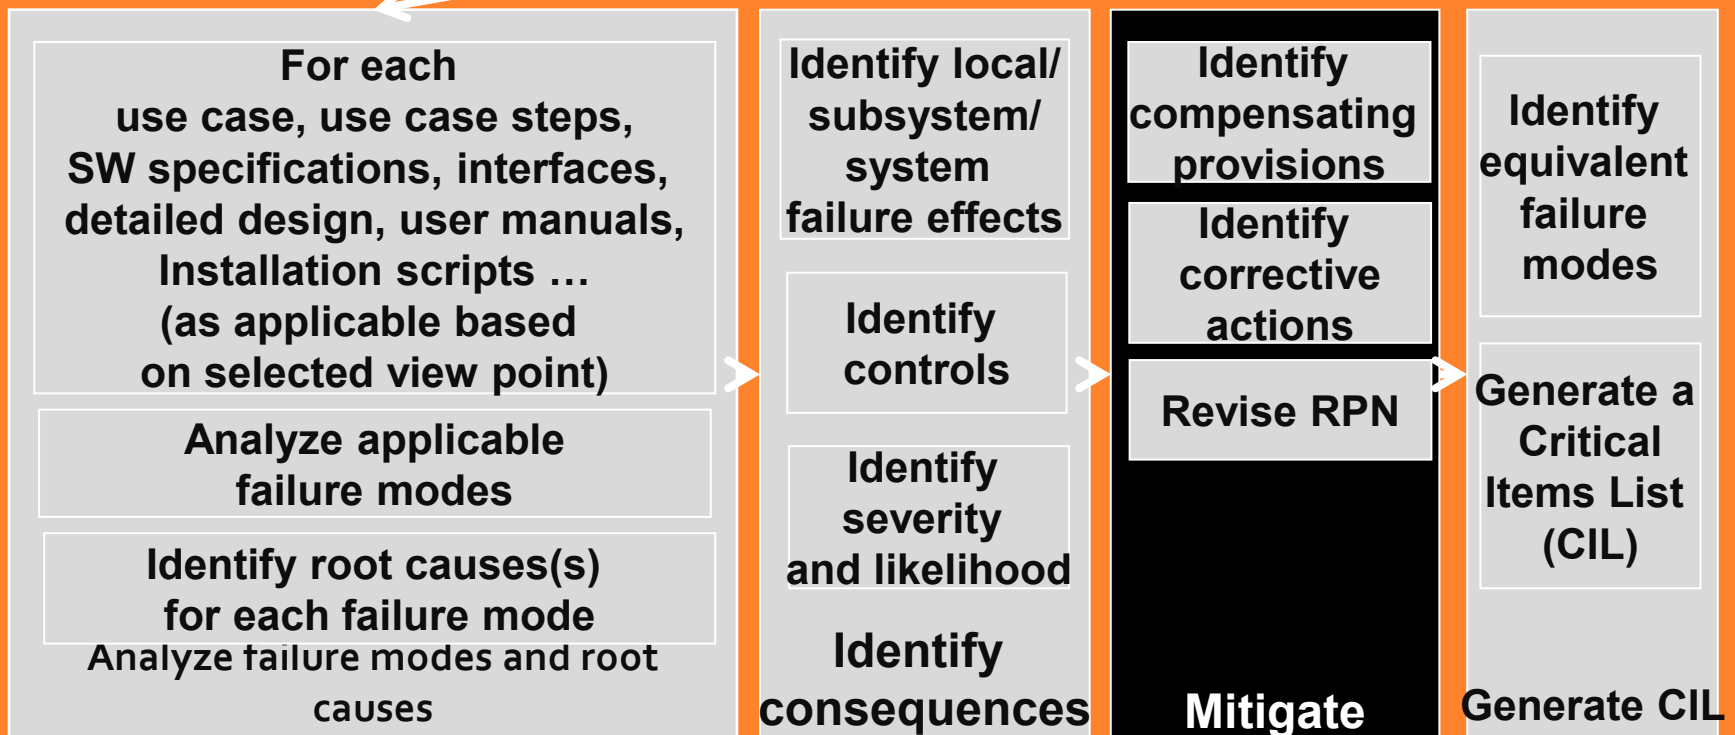 For each
use case, use case steps,
SW specifications, interfaces,
detailed design, user manuals,
Installation scripts …
(as applicable based
on selected view point)
Analyze applicable
failure modes
Identify root causes(s)
for each failure mode
Analyze failure modes and root
causes
Identify local/
subsystem/
system
failure effects
Identify
controls
Identify
severity
and likelihood
Identify
consequences
Identify
compensating
provisions
Identify
corrective
actions
Revise RPN
Mitigate
Identify
equivalent
failure
modes
Generate a
Critical
Items List
(CIL)
Generate CIL